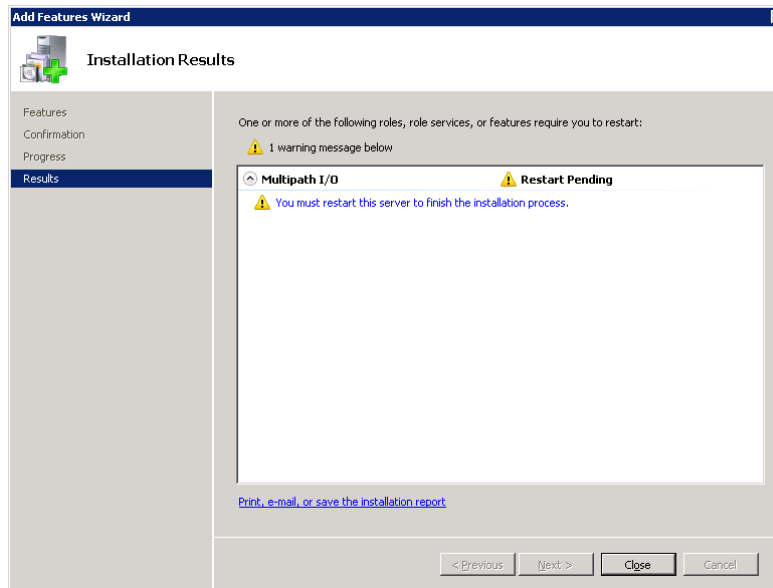 Add Features Wizard
Installation Results
Features
Confirmation
Progress
Results
One or more of the following roles, role services, or features require you to restart:
1 warning message below
Multipath I/O Restart Pending
You must restart this server to finish the installation process.
Print, e-mail, or save the installation report
< Previous Next > Close Cancel